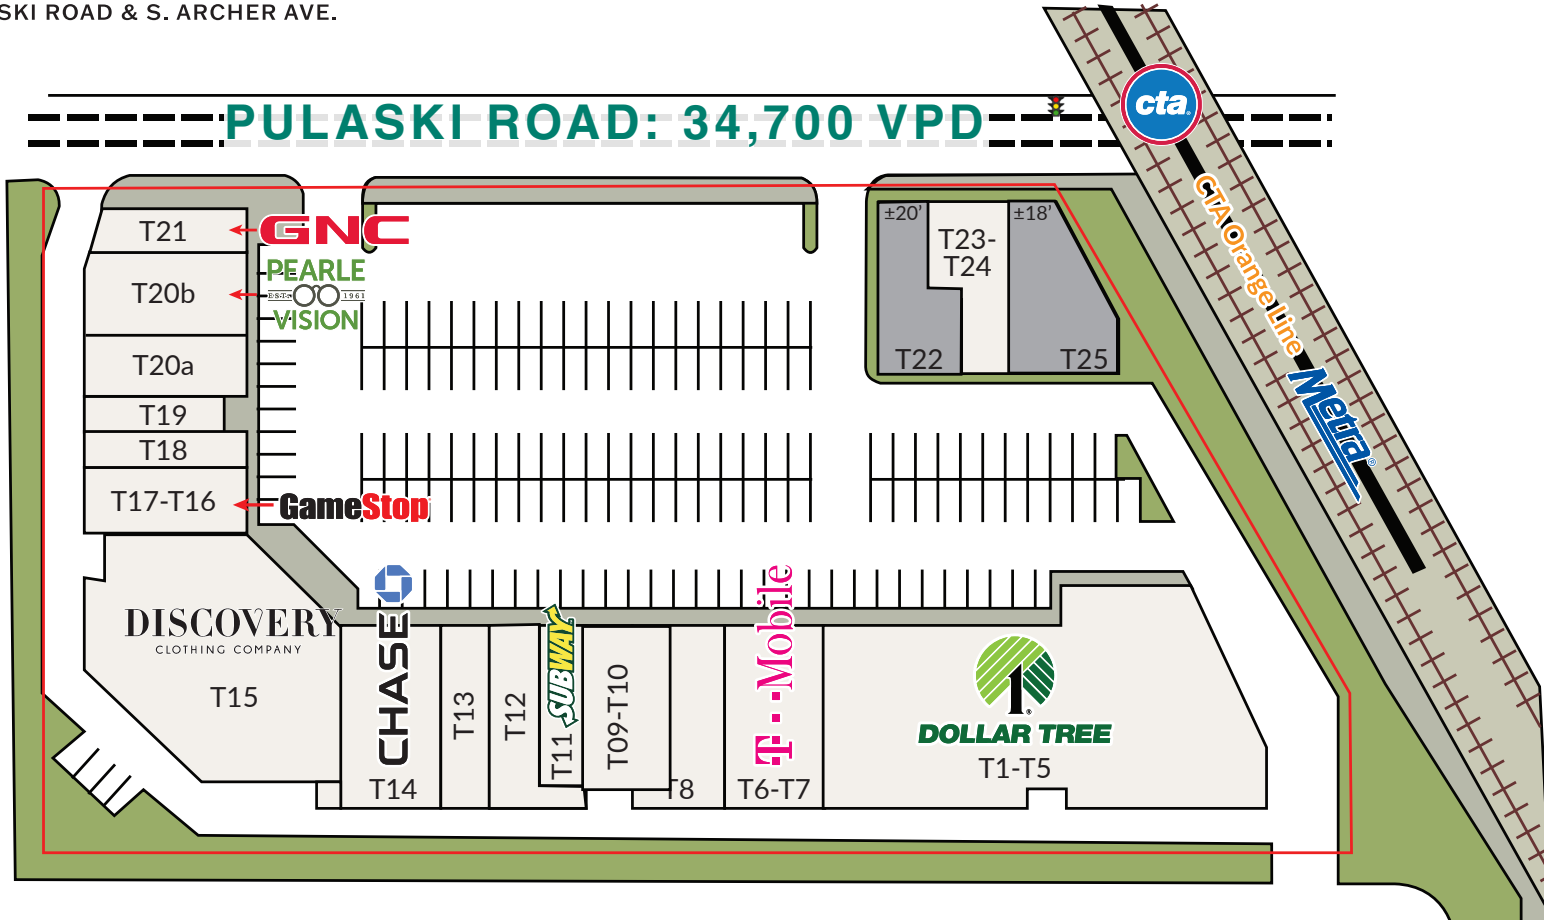 SKI ROAD & S. ARCHER AVE.
PULASKI ROAD: 34,700 VPD
cta
CTA Orange Line
Metra
T21
GNC
T20b
PEARLE
ESTD 1961
VISION
T20a
T19
T18
T17-T16
GameStop
±20'
T22
T23-
T24
±18'
T25
DISCOVERY
CLOTHING COMPANY
T15
CHASE
T14
T13
T12
SUBWAY
T11
T09-T10
T8
T-Mobile
T6-T7
DOLLAR TREE
T1-T5